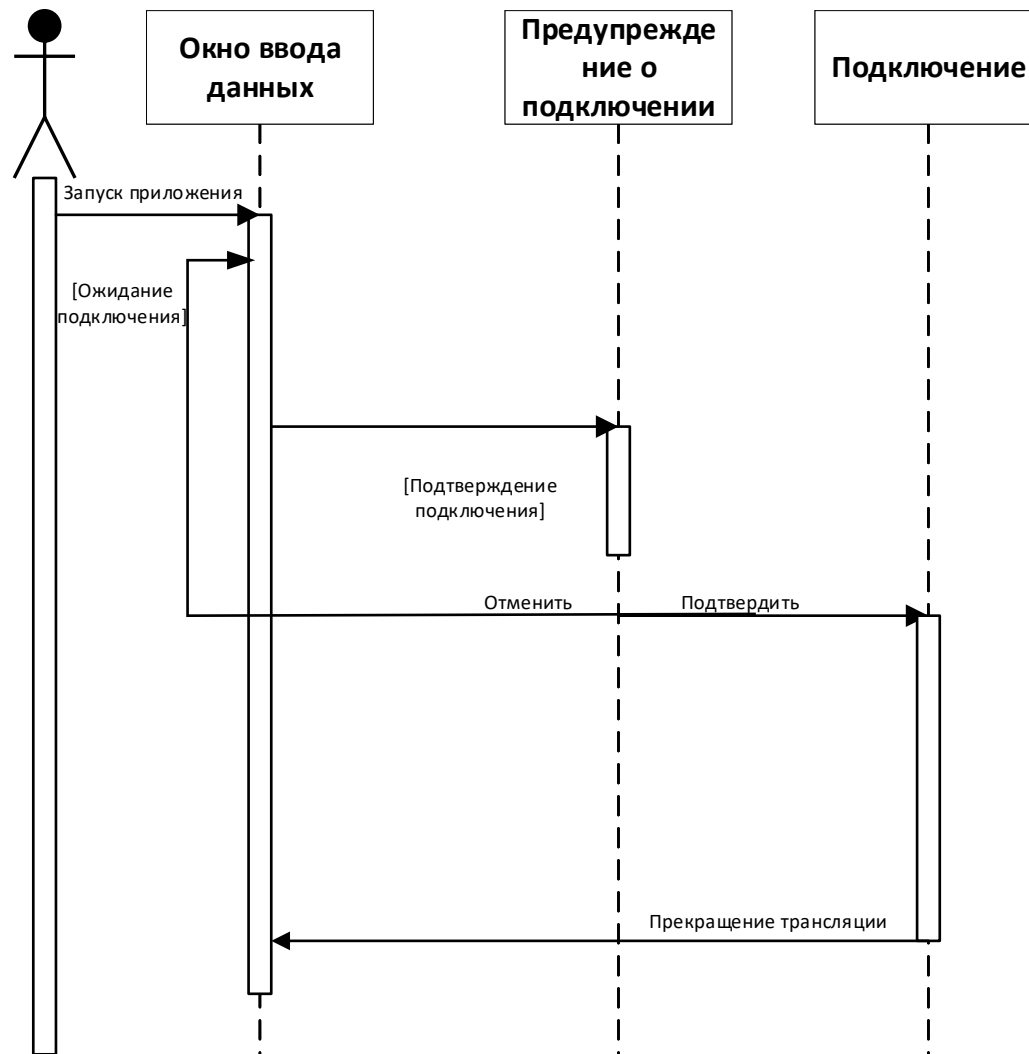 Окно ввода
данных
Предупрежде
ние о
подключении
Подключение
Запуск приложения
[Ожидание
подключения]
[Подтверждение
подключения]
Отменить
Подтвердить
Прекращение трансляции